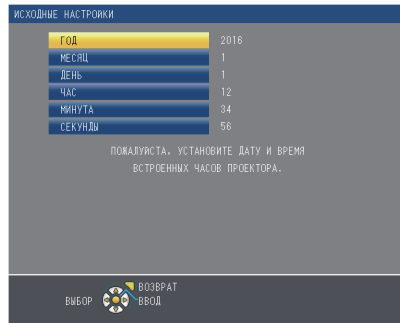 ИСХОДНЫЕ НАСТРОЙКИ
ГОД 2016
МЕСЯЦ 1
ДЕНЬ 1
ЧАС 12
МИНУТА 34
СЕКУНДЫ 56
ПОЖАЛУЙСТА, УСТАНОВИТЕ ДАТУ И ВРЕМЯ
ВСТРОЕННЫХ ЧАСОВ ПРОЕКТОРА.
ВОЗВРАТ
ВЫБОР ВВОД